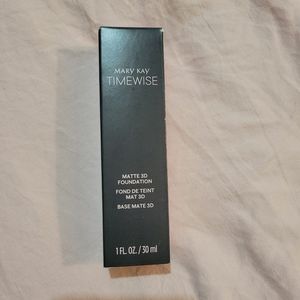 MARY KAY
TIMEWISE
MATTE 3D
FOUNDATION
FOND DE TEINT
MAT 3D
BASE MATE 3D
1 FL. OZ. / 30 ml